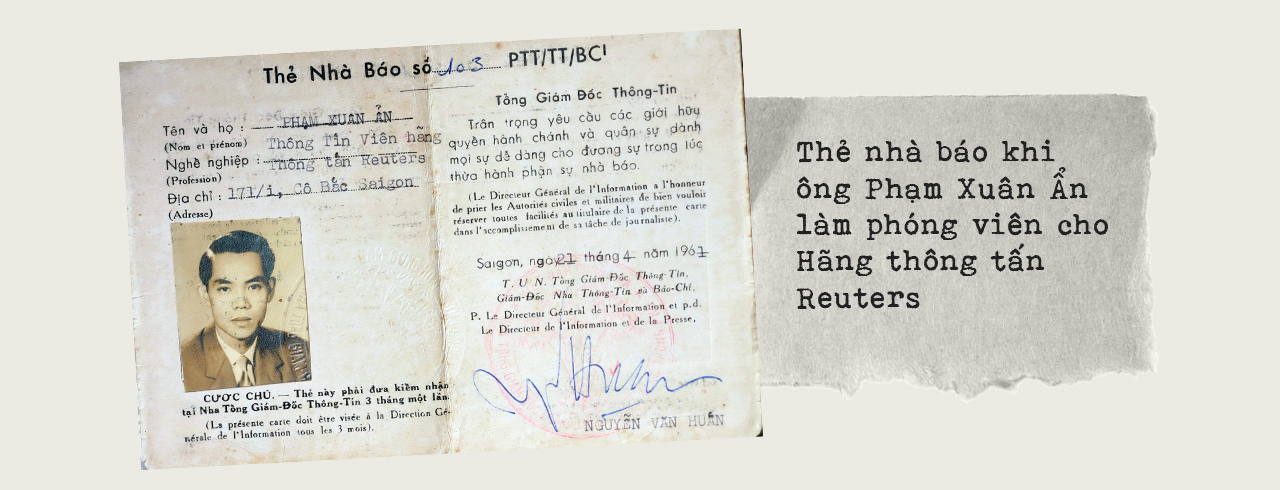 Thẻ Nhà Báo số 103 PTT/TT/BCI
Tên và họ : PHẠM XUAN ẨN
(Nom et prénom)
Nghề nghiệp : Thông Tín Viên hãng
Thông tấn Reuters
(Profession)
Địa chỉ : 171/i, Cô Bắc Saigon
(Adresse)
CƯỚC CHÚ. — Thẻ này phải đưa kiểm nhận
tại Nha Tổng Giám-Đốc Thông-Tin 3 tháng một lần.
(La présente carte doit être visée à la Direction Gé-
nérale de l'Information tous les 3 mois).
Tổng Giám Đốc Thông-Tin
Trân trọng yêu cầu các giới hữu
quyền hành chánh và quân sự dành
mọi sự dễ dàng cho đương sự trong lúc
thừa hành phận sự nhà báo.
(Le Directeur Général de l'Information a l'honneur
de prier les Autorités civiles et militaires de bien vouloir
réserver toutes facilités au titulaire de la présente carte
dans l'accomplissement de sa tâche de journaliste).
Saigon, ngày 21 tháng 4 năm 1961
T. U N. Tổng Giám-Đốc Thông-Tin,
Giám-Đốc Nha Thông-Tin và Báo-Chí.
P. Le Directeur Général de l'Information et p.d.
Le Directeur de l'Information et de la Presse,
NGUYỄN VĂN HUẤN
Thẻ nhà báo khi
ông Phạm Xuân Ẩn
làm phóng viên cho
Hãng thông tấn
Reuters